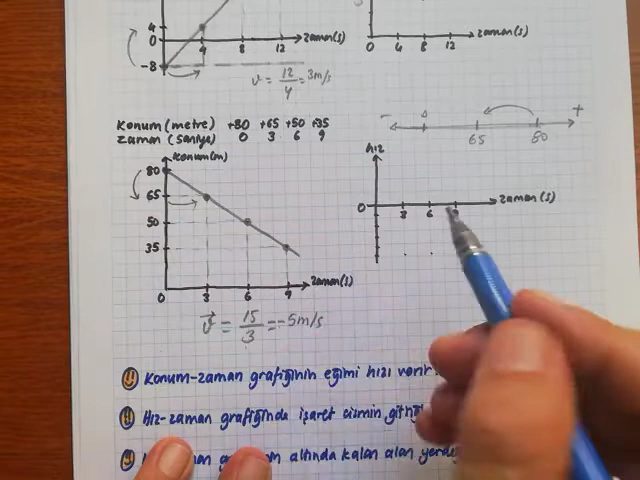 4
0 4 8 12 zaman(s)
-8
v = 12/4 = 3m/s
0 4 8 12 zaman(s)
Konum (metre) +80 +65 +50 +35
Zaman (saniye) 0 3 6 9
- 0 65 80 +
Konum(m)
80
65
50
35
0 3 6 9 Zaman(s)
v = 15/3 = -5m/s
hız
0 3 6 zaman(s)
Konum-zaman grafiğinin eğimi hızı verir.
Hız-zaman grafiğinde işaret cismin
altında kalan alan